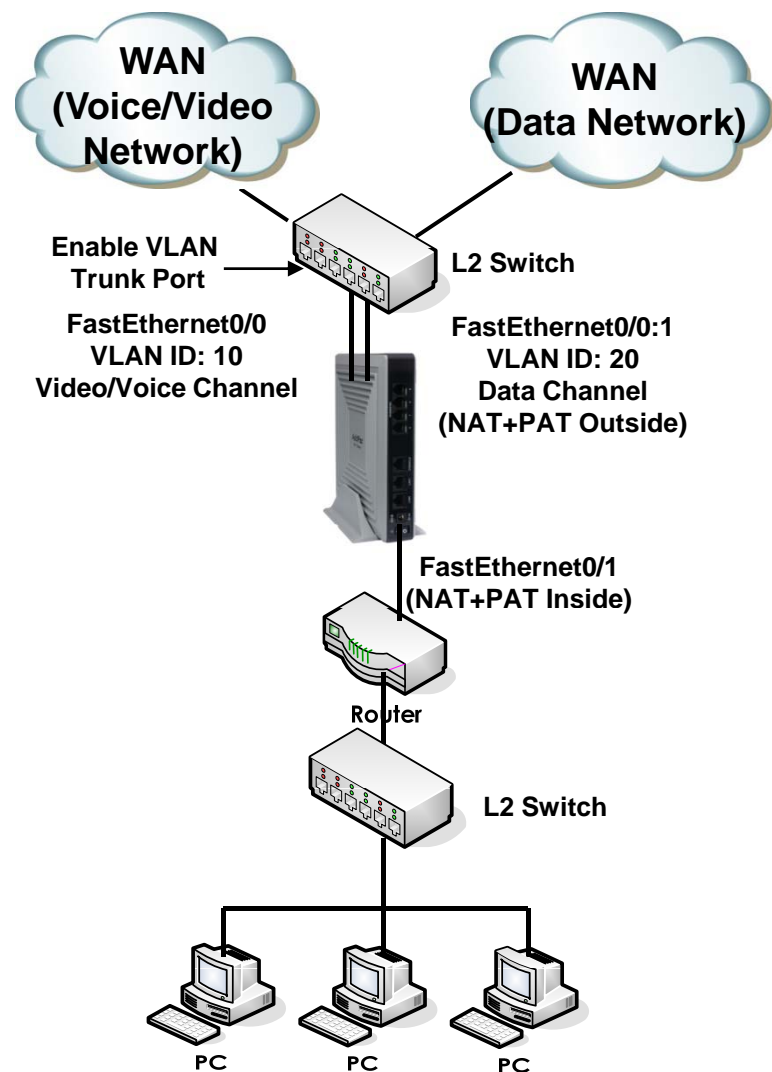 WAN
(Voice/Video
Network)
WAN
(Data Network)
Enable VLAN
Trunk Port
L2 Switch
FastEthernet0/0
VLAN ID: 10
Video/Voice Channel
FastEthernet0/0:1
VLAN ID: 20
Data Channel
(NAT+PAT Outside)
FastEthernet0/1
(NAT+PAT Inside)
Router
L2 Switch
PC
PC
PC